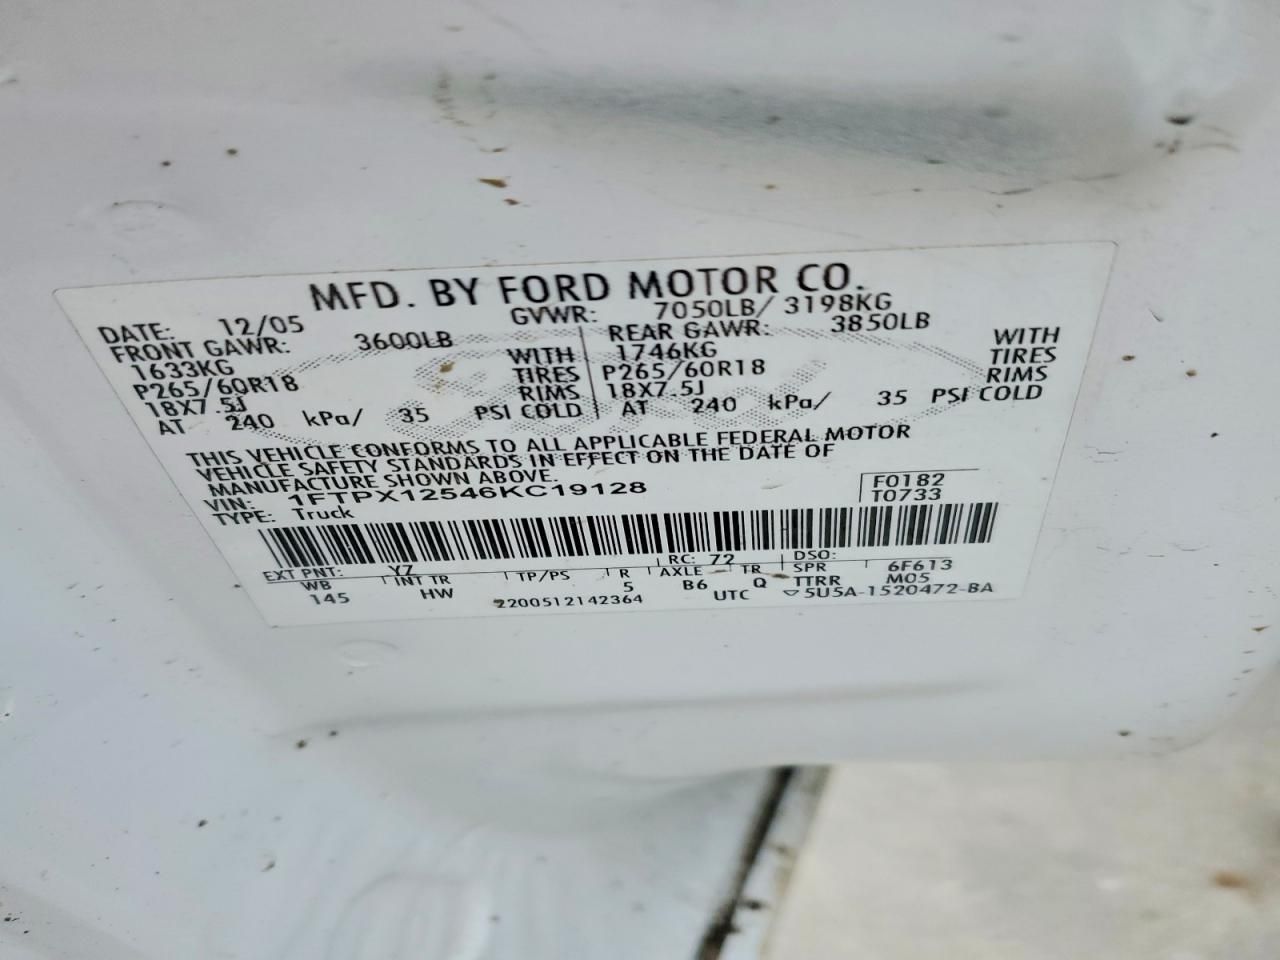 MFD. BY FORD MOTOR CO.
DATE: 12/05 GVWR: 7050LB/ 3198KG
FRONT GAWR: 3600LB REAR GAWR: 3850LB
1633KG WITH 1746KG WITH
P265/60R18 TIRES P265/60R18 TIRES
18X7.5J RIMS 18X7.5J RIMS
AT 240 kPa/ 35 PSI COLD AT 240 kPa/ 35 PSI COLD
THIS VEHICLE CONFORMS TO ALL APPLICABLE FEDERAL MOTOR
VEHICLE SAFETY STANDARDS IN EFFECT ON THE DATE OF
MANUFACTURE SHOWN ABOVE.
VIN: 1FTPX12546KC19128 F0182
TYPE: Truck T0733
EXT PNT: YZ RC: 72 DSO:
WB INT TR TP/PS R AXLE TR SPR 6F613
145 HW 5 B6 Q TTRR M05
2200512142364 UTC ▽5U5A-1520472-BA